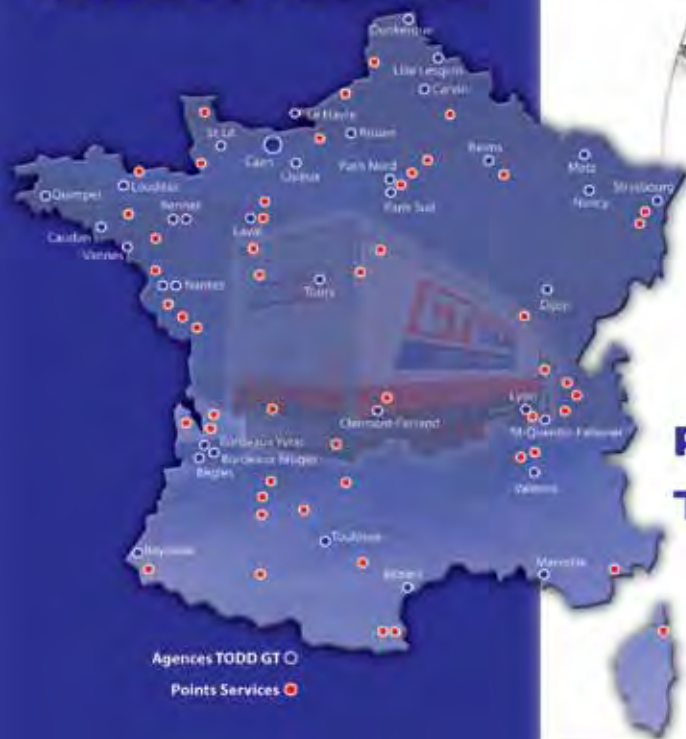 Dunkerque
Lille Lesquin
Carvin
Le Havre
St Lô
Rouen
Caen
Lisieux
Reims
Metz
Paris Nord
Paris Sud
Nancy
Strasbourg
Quimper
Loudéac
Rennes
Laval
Caudan
Vannes
Nantes
Tours
Dijon
Lyon
Clermont-Ferrand
St-Quentin-Fallavier
Bordeaux
Bordeaux Bruges
Bègles
Valence
Toulouse
Bayonne
Béziers
Marseille
Agences TODD GT
Points Services